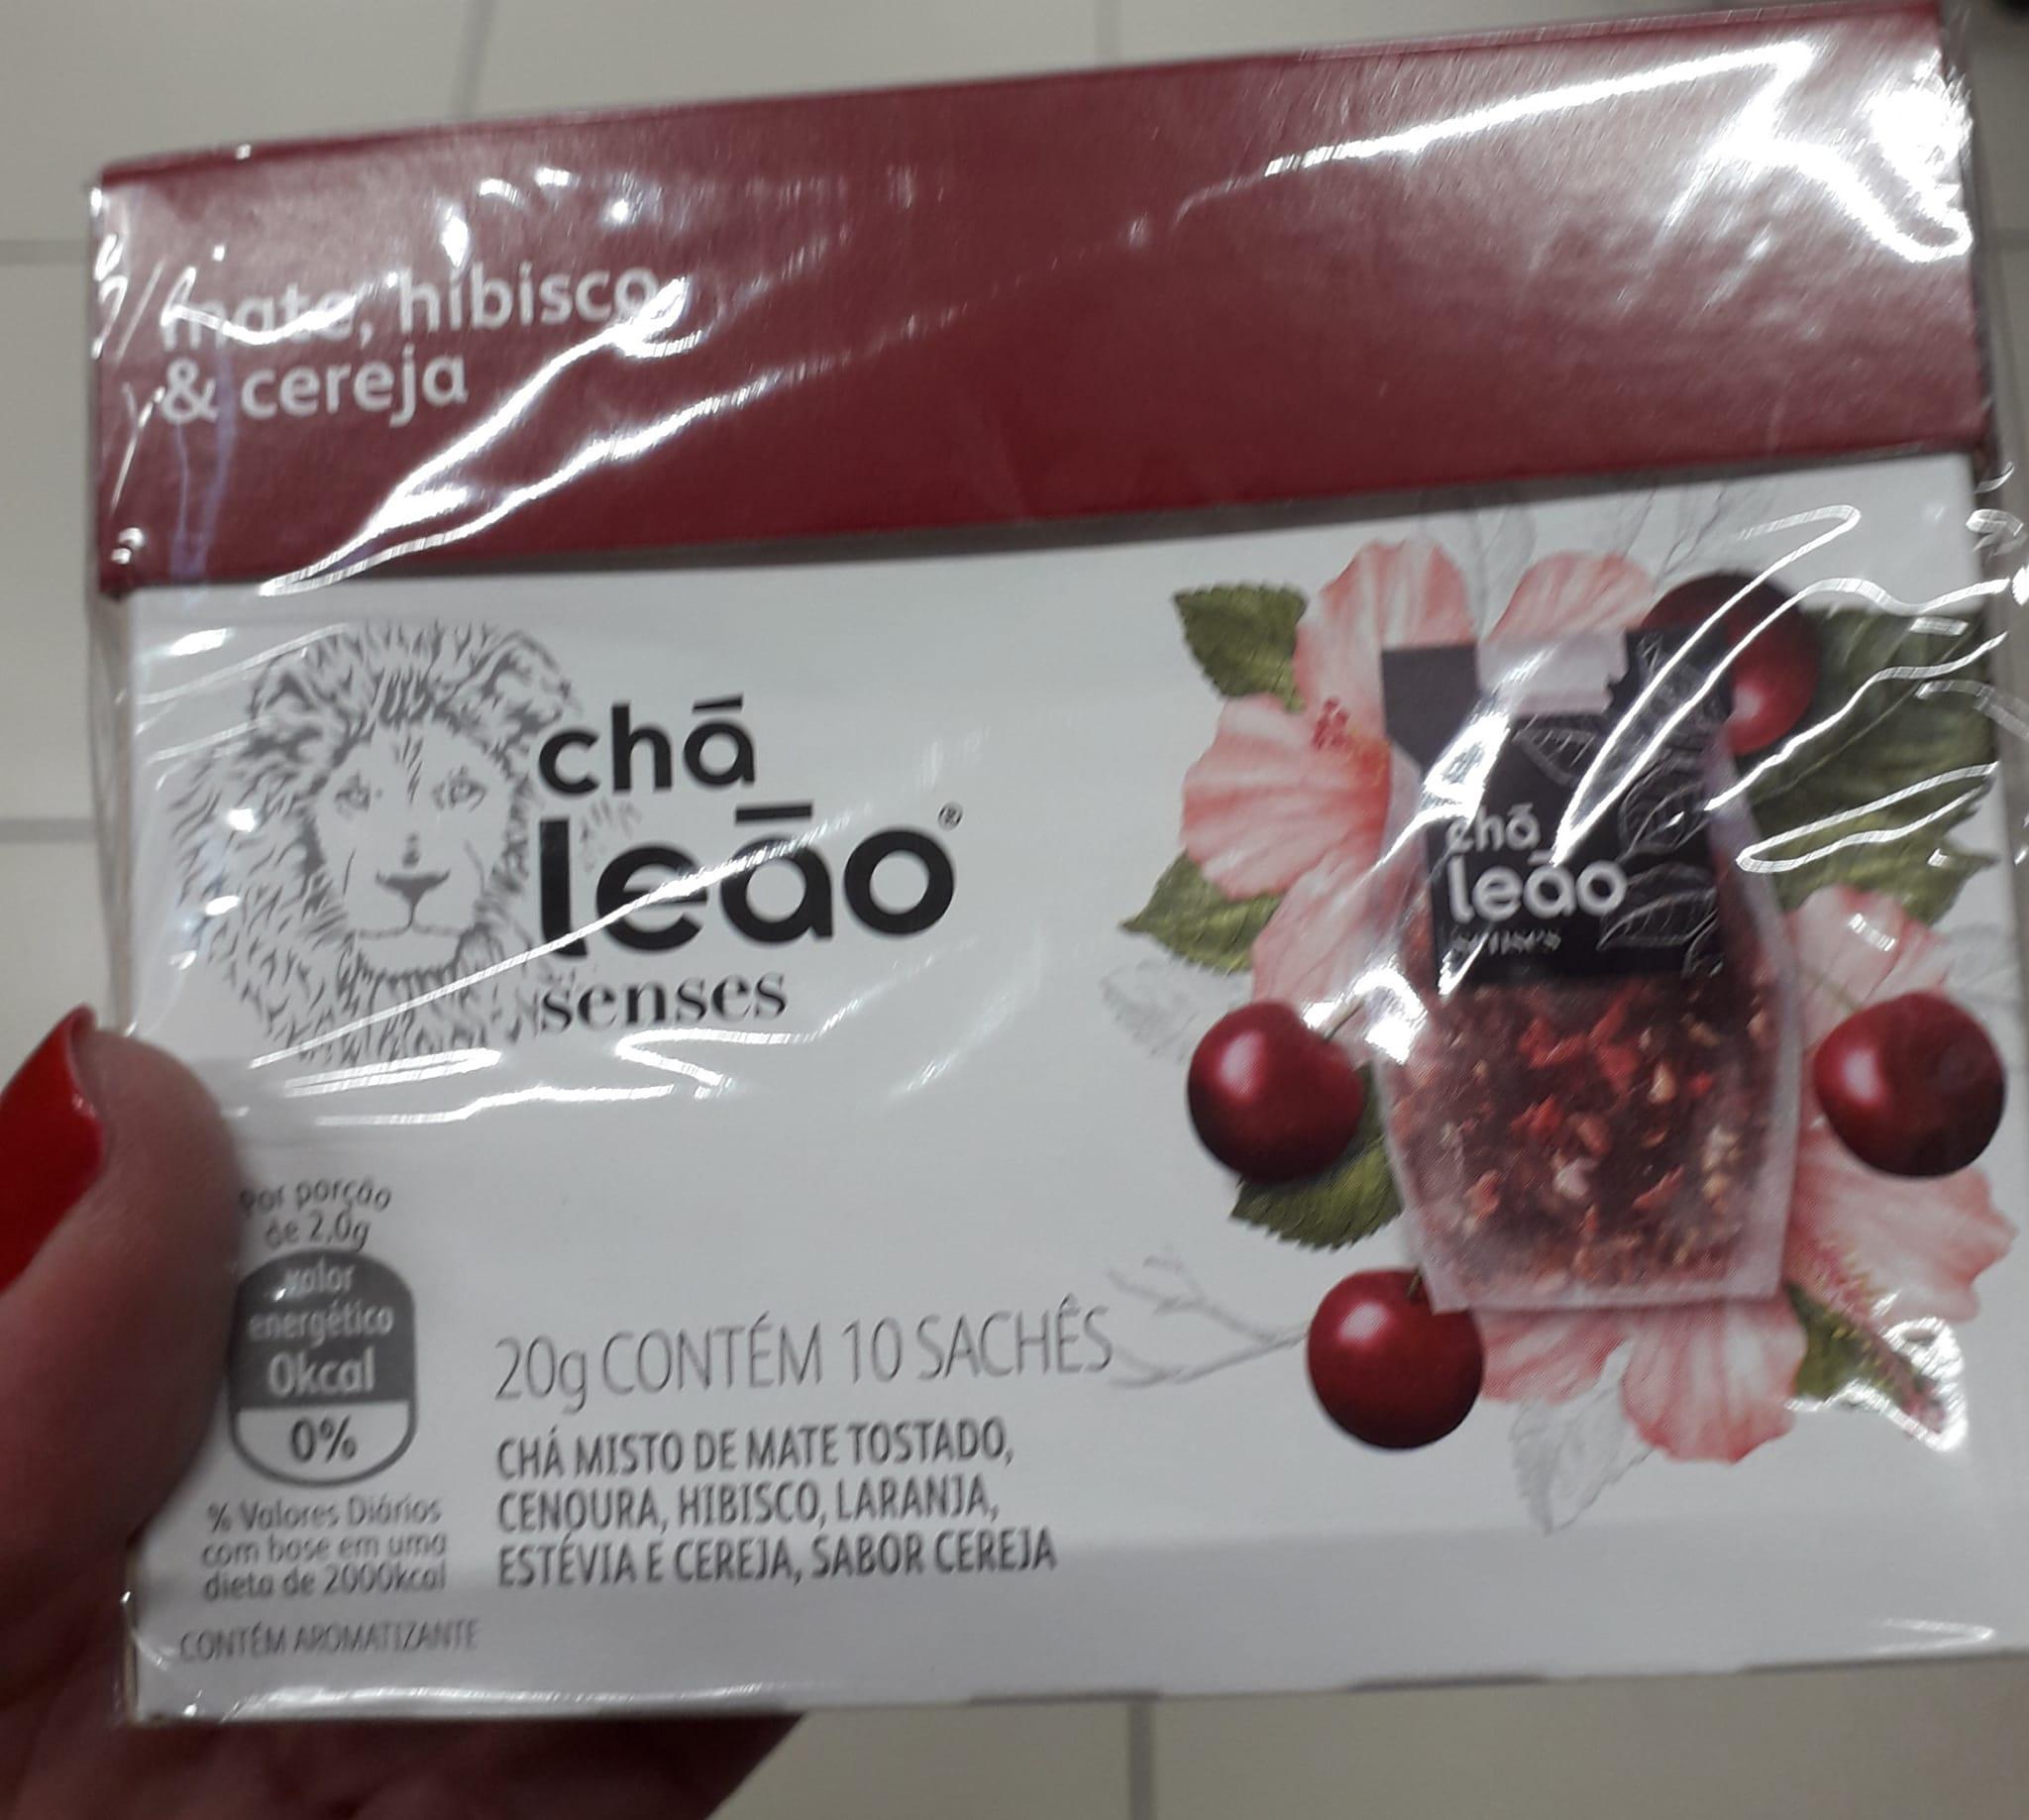 mate, hibisco
& cereja
chá
leão®
senses
chá
leão
senses
Por porção
de 2,0g
valor
energético
0kcal
0%
% Valores Diários
com base em uma
dieta de 2000kcal
CONTÉM AROMATIZANTE
20g CONTÉM 10 SACHÊS
CHÁ MISTO DE MATE TOSTADO,
CENOURA, HIBISCO, LARANJA,
ESTÉVIA E CEREJA, SABOR CEREJA